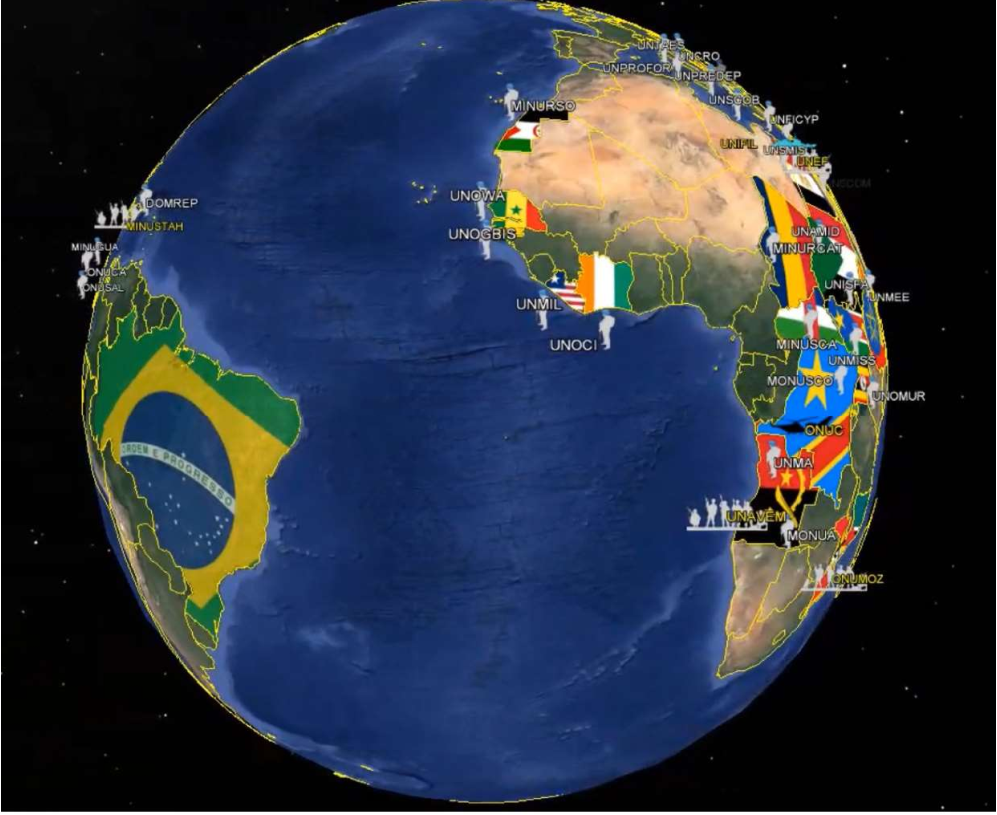 UNTAES
UNCRO
UNPROFOR
UNPREDEP
UNSCOB
MINURSO
UNFICYP
UNIFIL
UNSMIS
UNEF
DOMREP
UNOWA
MINUSTAH
UNOGBIS
UNAMID
MINUGUA
MINURCAT
ONUCA
ONUSAL
UNISFA
UNMEE
UNMIL
UNOCI
MINUSCA
UNMISS
MONUSCO
UNOMUR
ONUC
ORDEM E PROGRESSO
UNMA
UNAVEM
MONUA
ONUMOZ